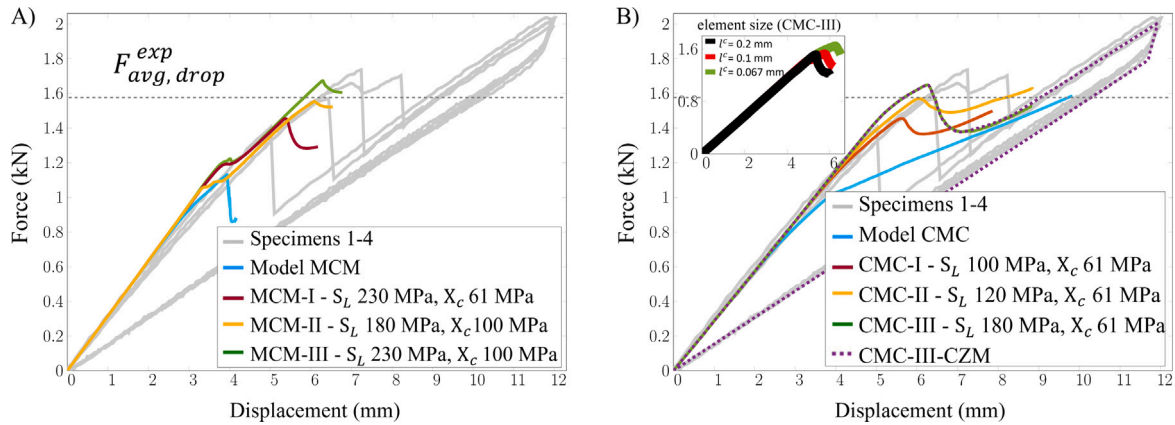 A)
F^exp_avg, drop
2
1.8
1.6
1.4
1.2
1
0.8
0.6
0.4
0.2
0
Force (kN)
0 1 2 3 4 5 6 7 8 9 10 11 12
Displacement (mm)
Specimens 1-4
Model MCM
MCM-I - S_L 230 MPa, X_c 61 MPa
MCM-II - S_L 180 MPa, X_c 100 MPa
MCM-III - S_L 230 MPa, X_c 100 MPa
B)
2
1.8
1.6
1.4
1.2
1
0.8
0.6
0.4
0.2
0
Force (kN)
0 1 2 3 4 5 6 7 8 9 10 11 12
Displacement (mm)
element size (CMC-III)
l^c = 0.2 mm
l^c = 0.1 mm
l^c = 0.067 mm
1.6
0.8
0
0 1 2 3 4 5 6
Specimens 1-4
Model CMC
CMC-I - S_L 100 MPa, X_c 61 MPa
CMC-II - S_L 120 MPa, X_c 61 MPa
CMC-III - S_L 180 MPa, X_c 61 MPa
CMC-III-CZM